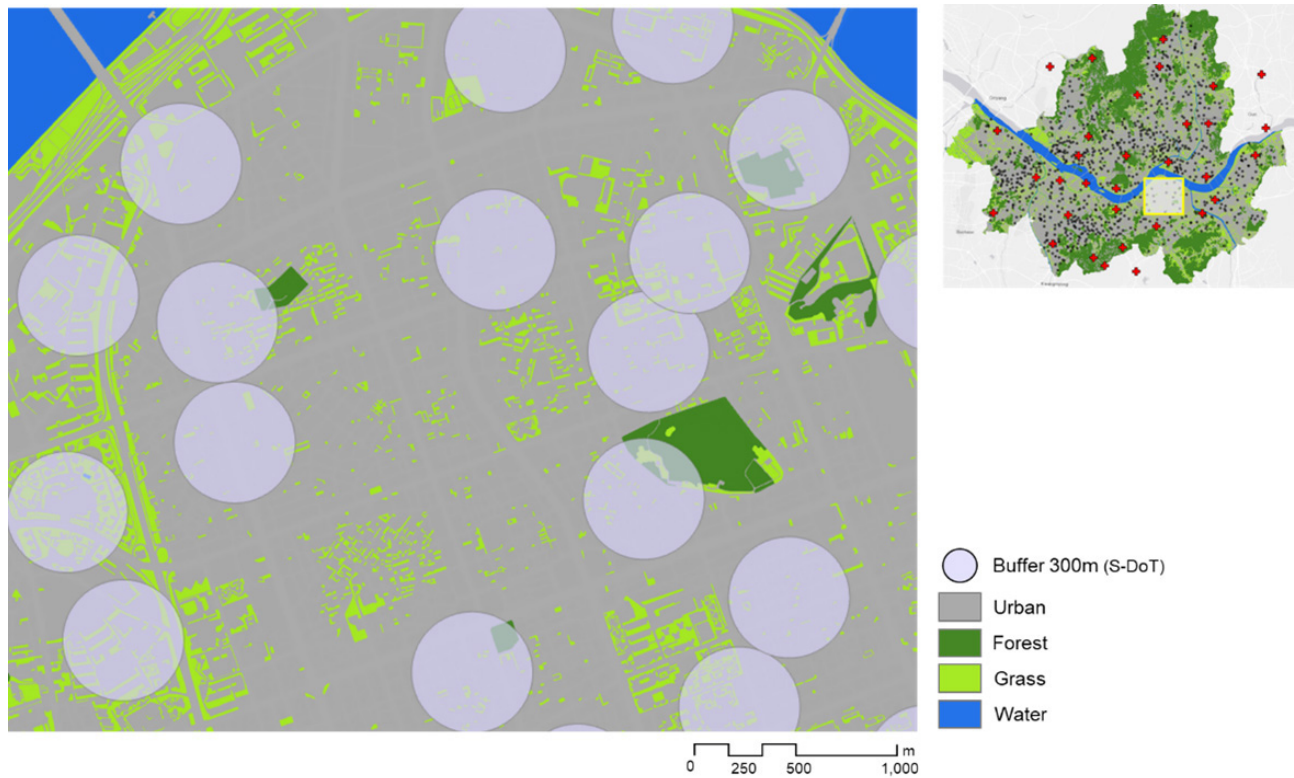 Buffer 300m (S-DoT)
Urban
Forest
Grass
Water
m
0 250 500 1,000